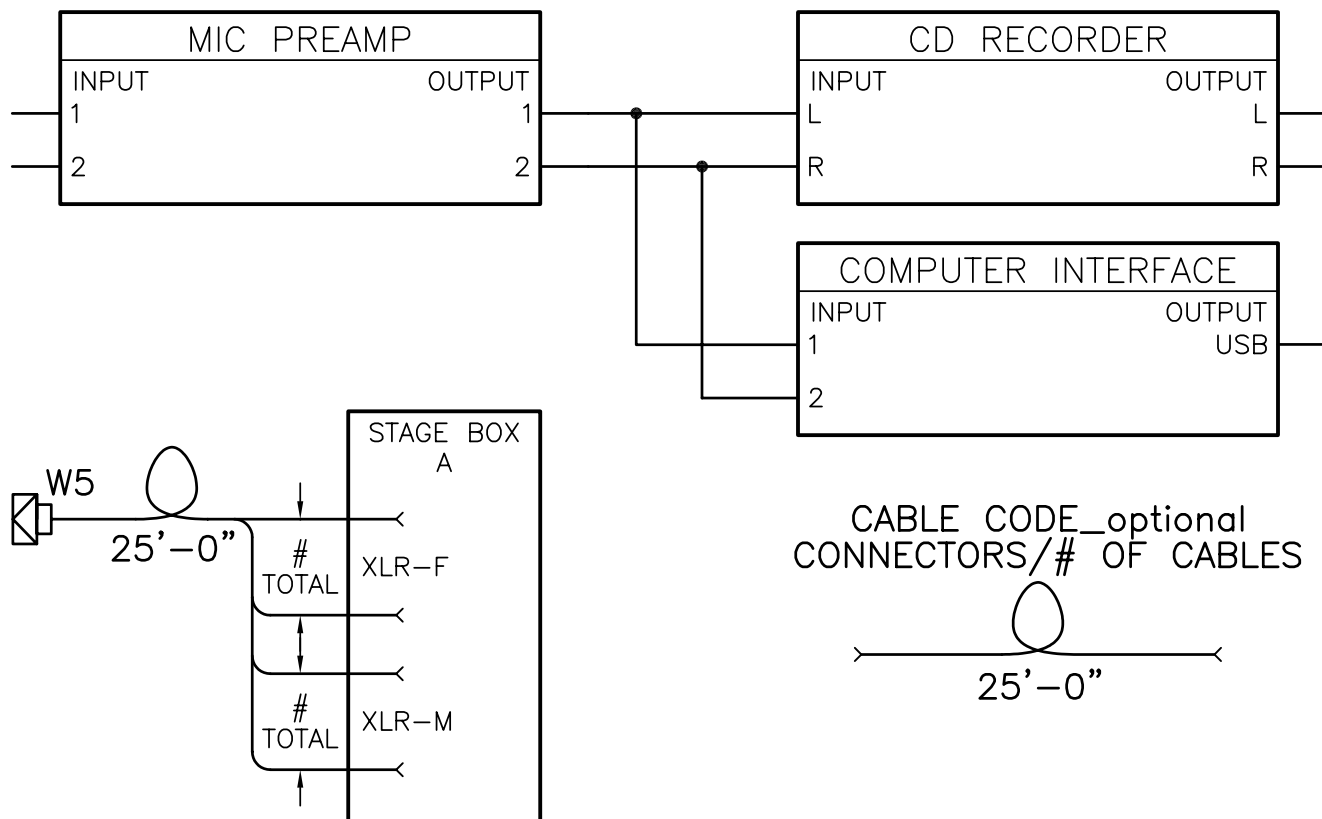 MIC PREAMP
INPUT OUTPUT
1 1
2 2
CD RECORDER
INPUT OUTPUT
L L
R R
COMPUTER INTERFACE
INPUT OUTPUT
1 USB
2
STAGE BOX
A
W5
25'-0"
#
TOTAL
XLR-F
#
TOTAL
XLR-M
CABLE CODE_optional
CONNECTORS/# OF CABLES
25'-0"